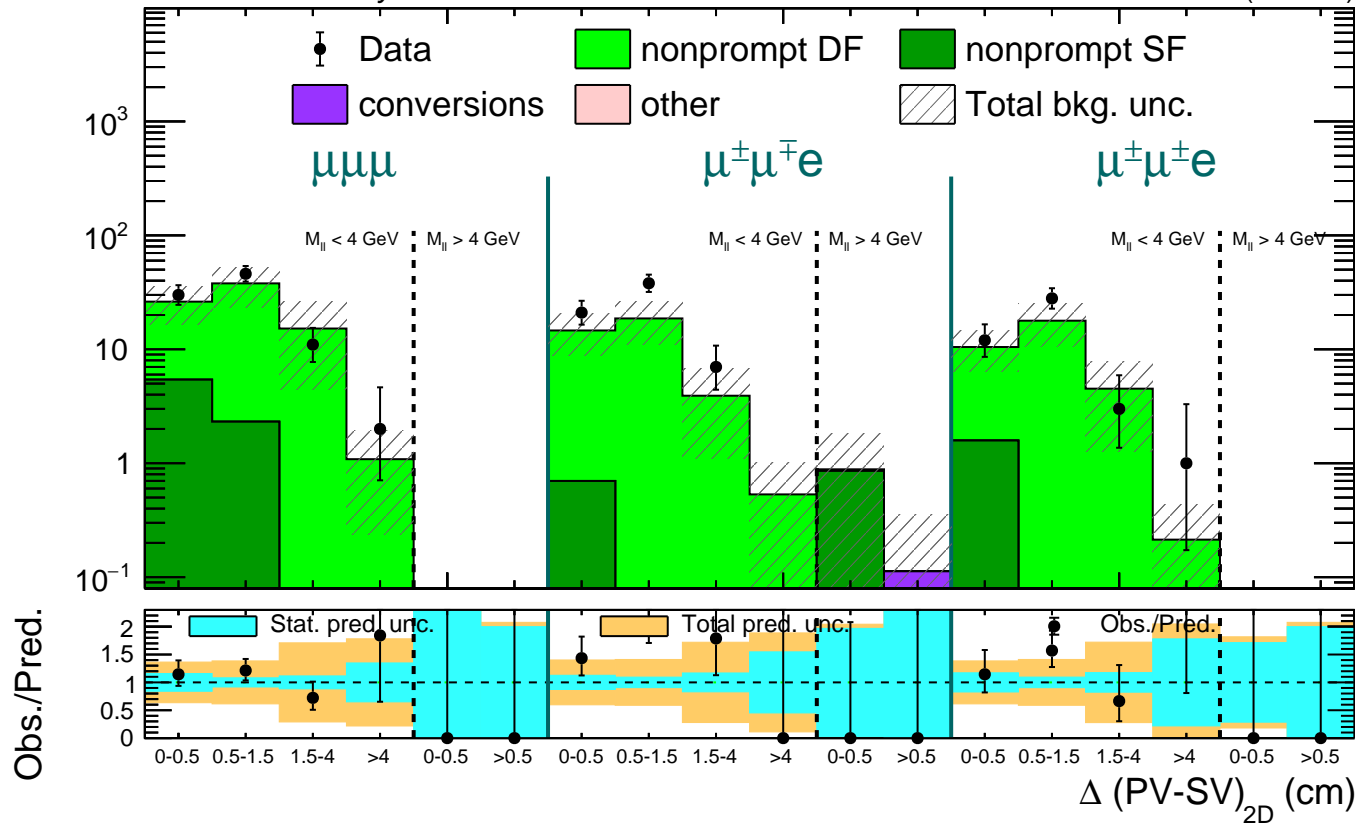 Data nonprompt DF nonprompt SF
conversions other Total bkg. unc.
μμμ μ±μ∓e μ±μ±e
M_ll < 4 GeV M_ll > 4 GeV M_ll < 4 GeV M_ll > 4 GeV M_ll < 4 GeV M_ll > 4 GeV
10³
10²
10
1
10⁻¹
Stat. pred. unc. Total pred. unc. Obs./Pred.
2
1.5
1
0.5
0
Obs./Pred.
0-0.5 0.5-1.5 1.5-4 >4 0-0.5 >0.5 0-0.5 0.5-1.5 1.5-4 >4 0-0.5 >0.5 0-0.5 0.5-1.5 1.5-4 >4 0-0.5 >0.5
Δ (PV-SV)_2D (cm)